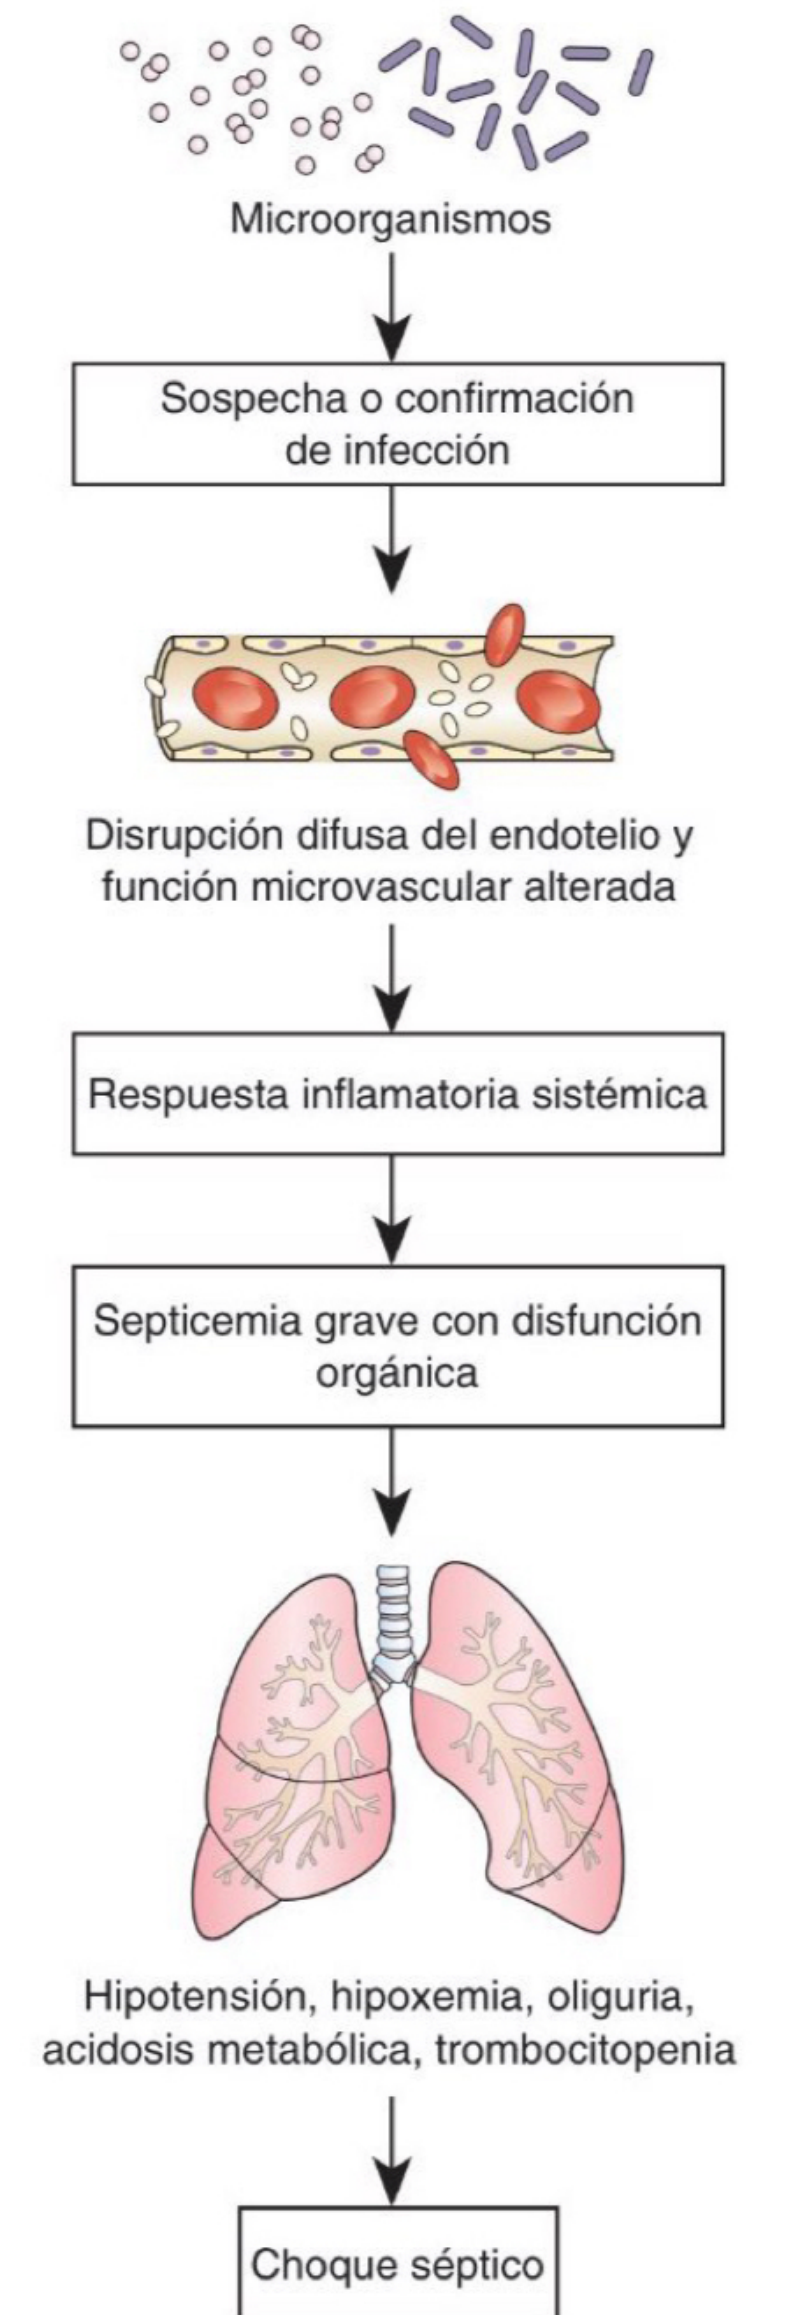 Microorganismos
Sospecha o confirmación
de infección
Disrupción difusa del endotelio y
función microvascular alterada
Respuesta inflamatoria sistémica
Septicemia grave con disfunción
orgánica
Hipotensión, hipoxemia, oliguria,
acidosis metabólica, trombocitopenia
Choque séptico